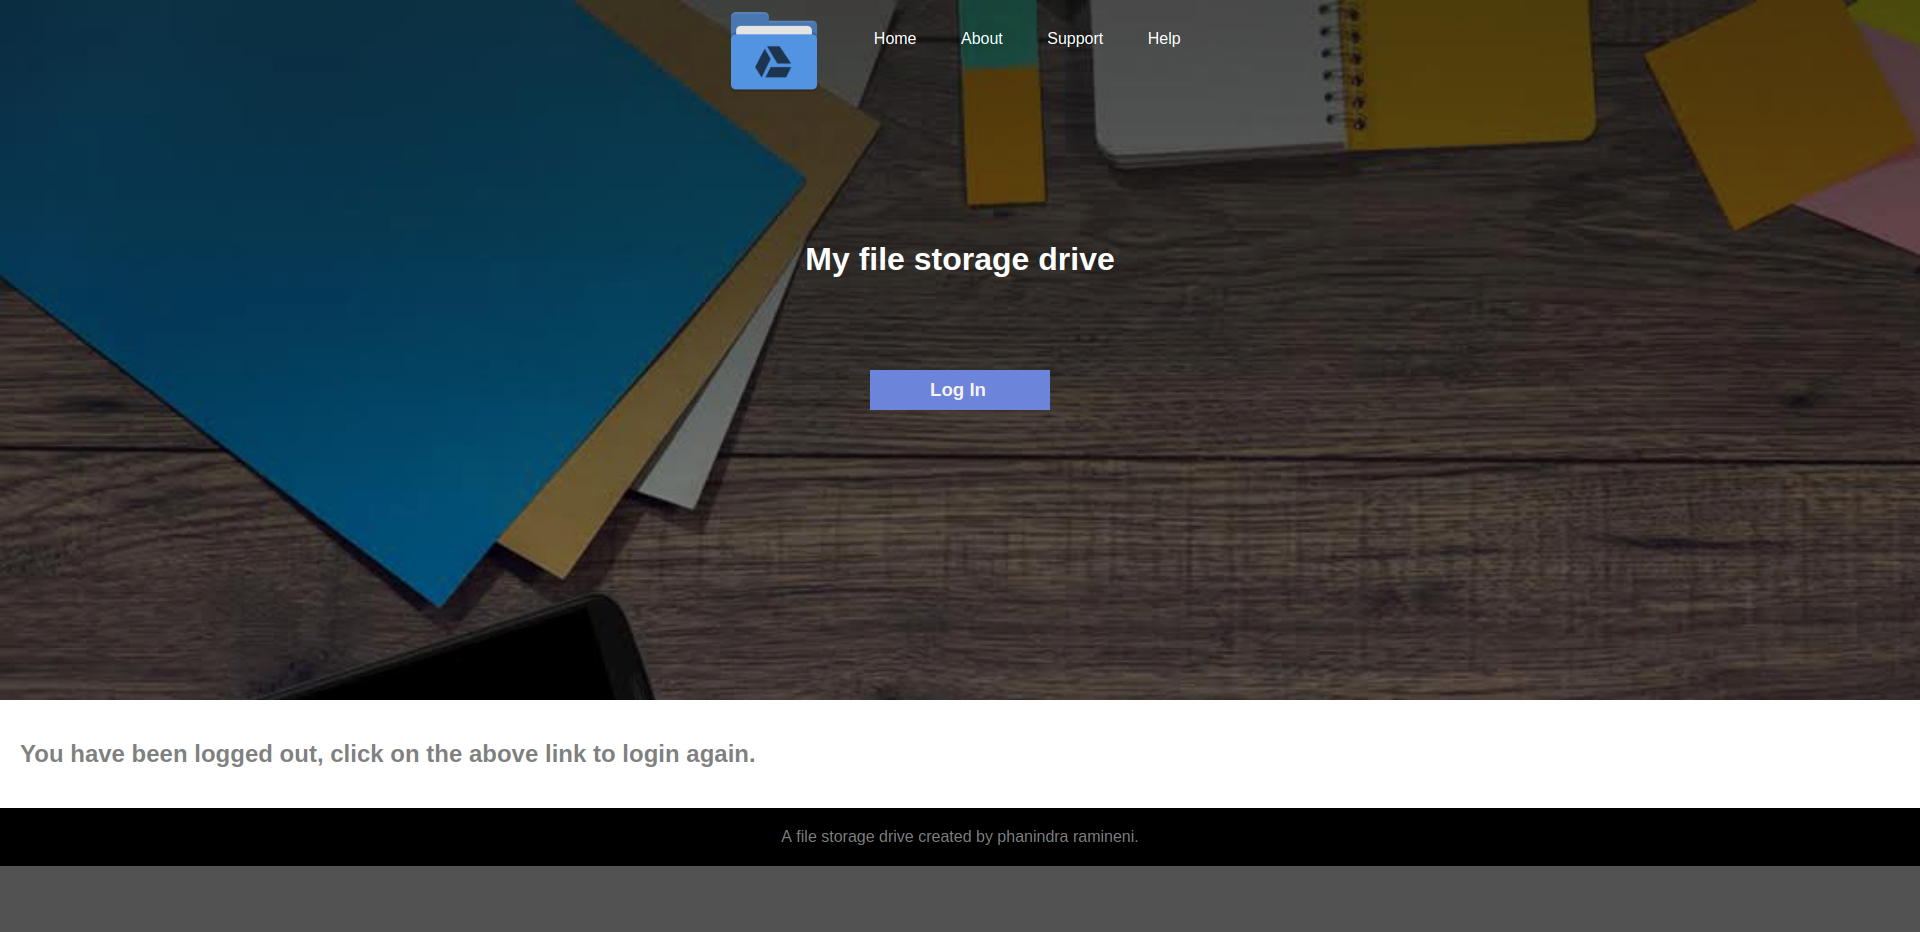 Home
About
Support
Help
My file storage drive
Log In
You have been logged out, click on the above link to login again.
A file storage drive created by phanindra ramineni.